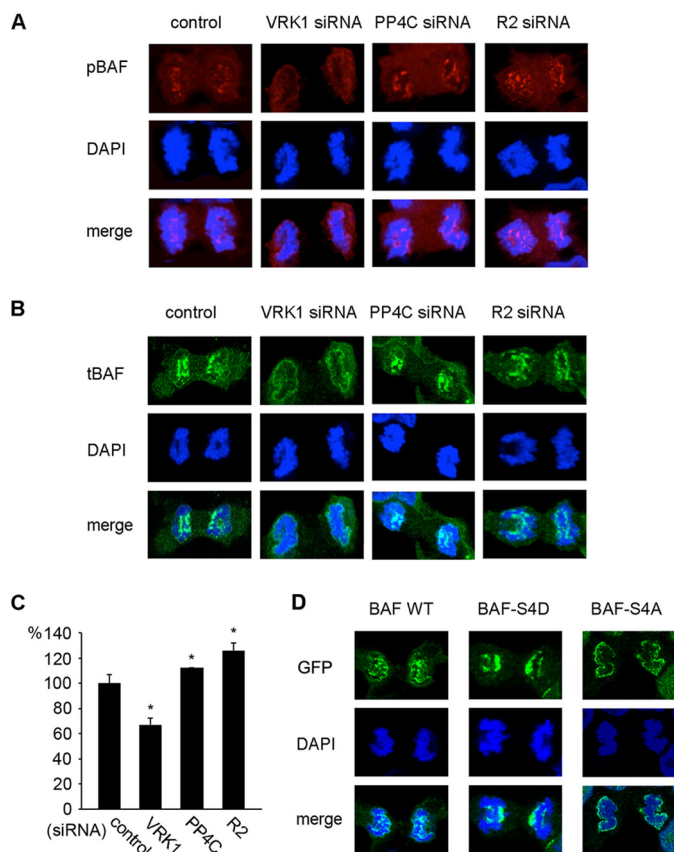 A
control VRK1 siRNA PP4C siRNA R2 siRNA
pBAF
DAPI
merge
B
control VRK1 siRNA PP4C siRNA R2 siRNA
tBAF
DAPI
merge
C
%
140
120
100
80
60
40
20
0
* * *
(siRNA) control VRK1 PP4C R2
D
BAF WT BAF-S4D BAF-S4A
GFP
DAPI
merge